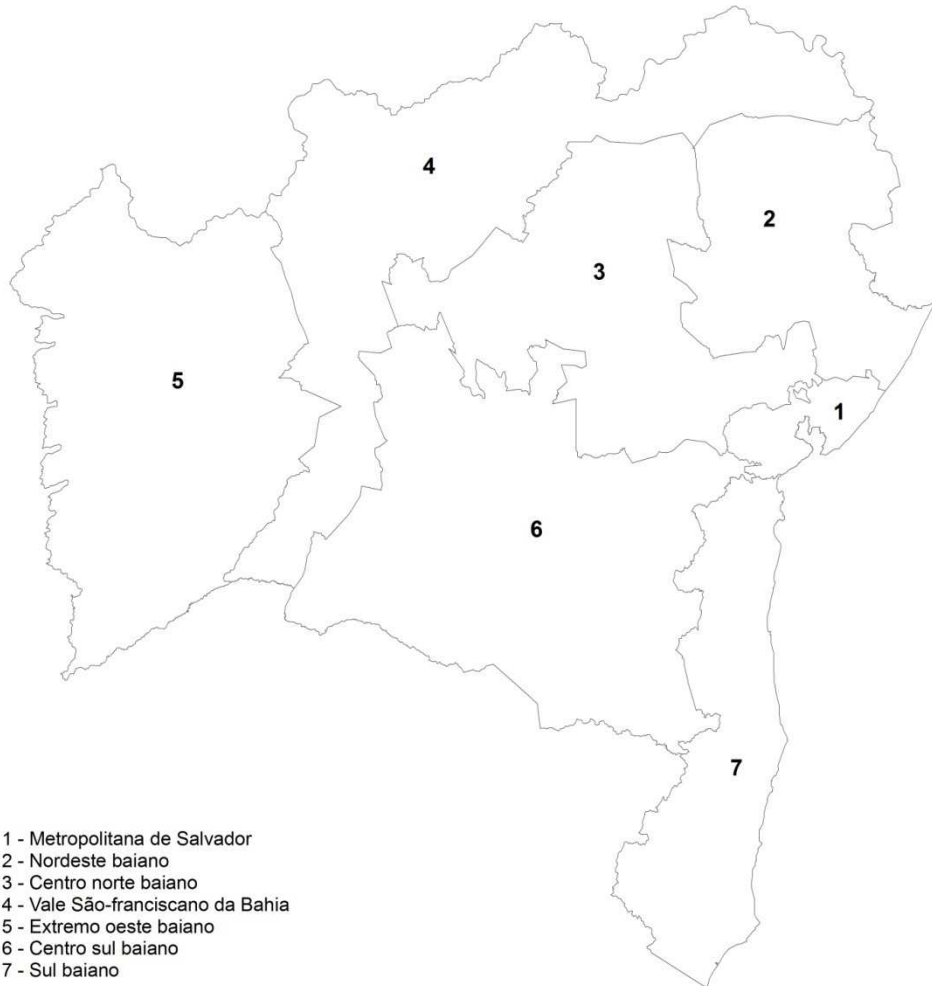 4
2
3
5
1
6
7
1 - Metropolitana de Salvador
2 - Nordeste baiano
3 - Centro norte baiano
4 - Vale São-franciscano da Bahia
5 - Extremo oeste baiano
6 - Centro sul baiano
7 - Sul baiano